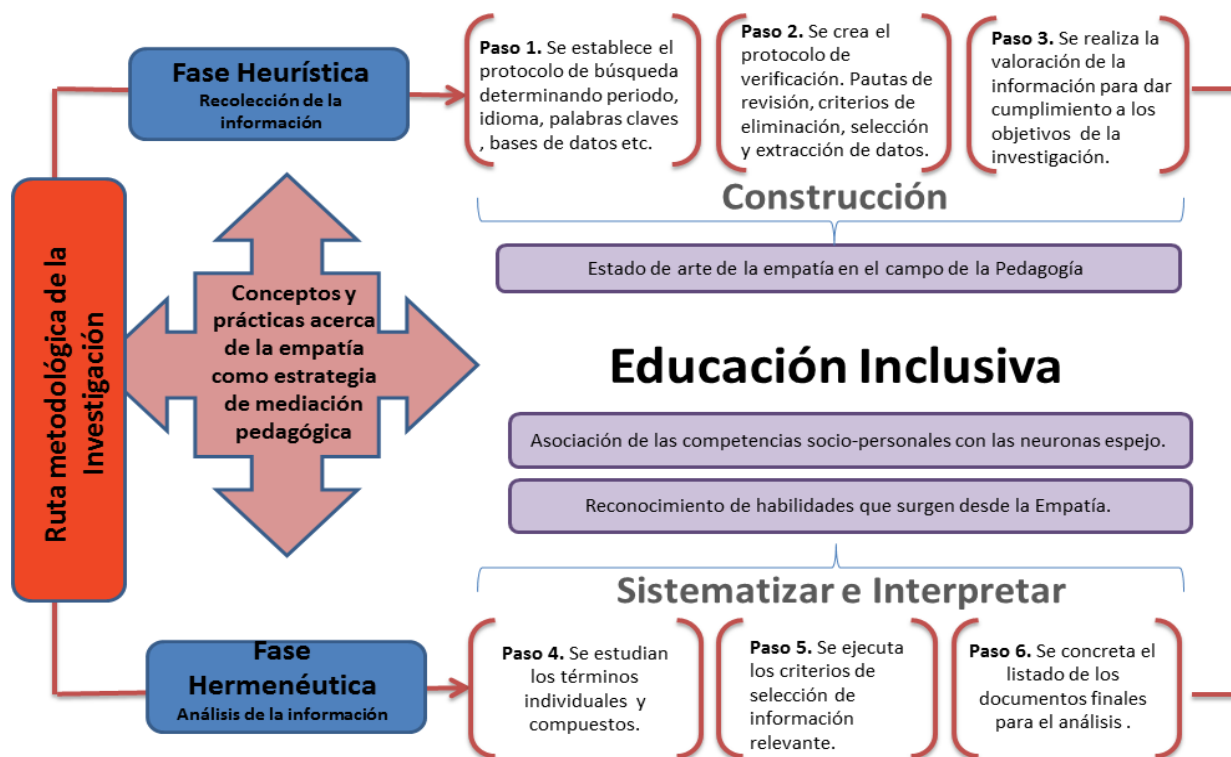 Ruta metodológica de la
Investigación
Fase Heurística
Recolección de la
información
Paso 1. Se establece el
protocolo de búsqueda
determinando periodo,
idioma, palabras claves
, bases de datos etc.
Paso 2. Se crea el
protocolo de
verificación. Pautas de
revisión, criterios de
eliminación, selección
y extracción de datos.
Paso 3. Se realiza la
valoración de la
información para dar
cumplimiento a los
objetivos de la
investigación.
Construcción
Estado de arte de la empatía en el campo de la Pedagogía
Conceptos y
prácticas acerca
de la empatía
como estrategia
de mediación
pedagógica
Educación Inclusiva
Asociación de las competencias socio-personales con las neuronas espejo.
Reconocimiento de habilidades que surgen desde la Empatía.
Sistematizar e Interpretar
Fase
Hermenéutica
Análisis de la información
Paso 4. Se estudian
los términos
individuales y
compuestos.
Paso 5. Se ejecuta
los criterios de
selección de
información
relevante.
Paso 6. Se concreta el
listado de los
documentos finales
para el análisis .